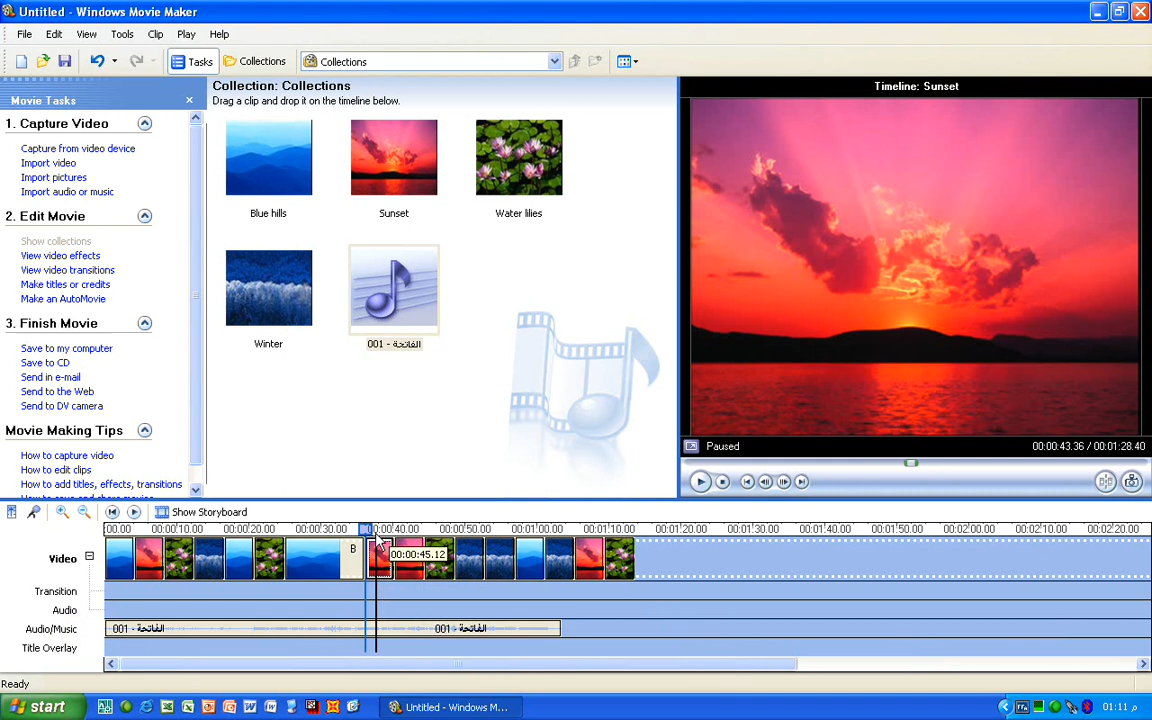 Untitled - Windows Movie Maker
File Edit View Tools Clip Play Help
Tasks Collections Collections
Movie Tasks
1. Capture Video
Capture from video device
Import video
Import pictures
Import audio or music
2. Edit Movie
Show collections
View video effects
View video transitions
Make titles or credits
Make an AutoMovie
3. Finish Movie
Save to my computer
Save to CD
Send in e-mail
Send to the Web
Send to DV camera
Movie Making Tips
How to capture video
How to edit clips
How to add titles, effects, transitions
Collection: Collections
Drag a clip and drop it on the timeline below.
Blue hills
Sunset
Water lilies
Winter
001 - الفاتحة
Timeline: Sunset
Paused 00:00:43.36 / 00:01:28.40
Show Storyboard
00.00 00:00:10.00 00:00:20.00 00:00:30.00 0:00:40.00 00:00:50.00 00:01:00.00 00:01:10.00 00:01:20.00 00:01:30.00 00:01:40.00 00:01:50.00 00:02:00.00 00:02:10.00 00:02:20.00
Video
B
00:00:45.12
Transition
Audio
Audio/Music
001 - الفاتحة 001 - الفاتحة
Title Overlay
Ready
start
Untitled - Windows M...
01:11 م